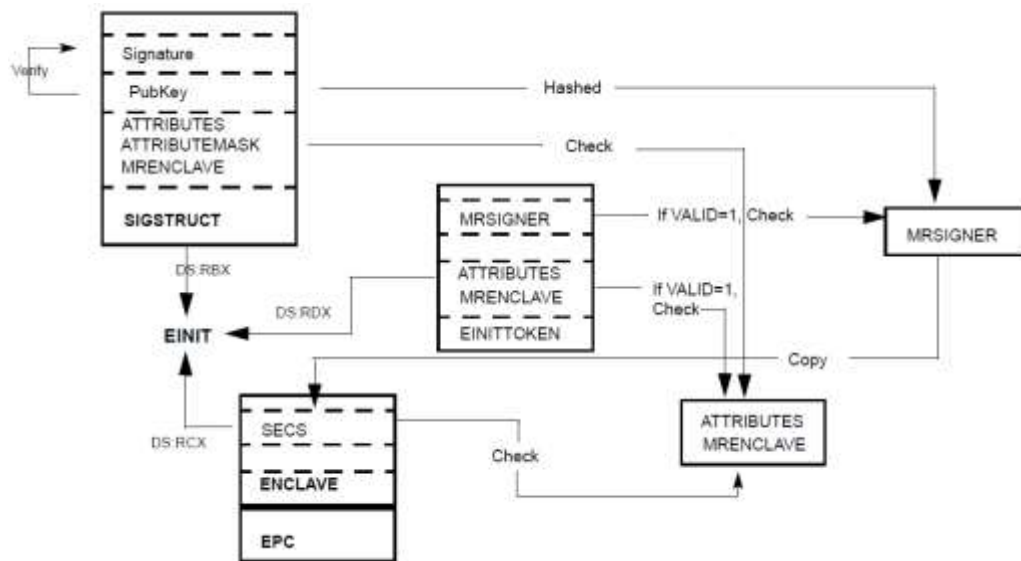 Signature
Verify
PubKey
Hashed
ATTRIBUTES
ATTRIBUTEMASK
MRENCLAVE
Check
SIGSTRUCT
MRSIGNER
If VALID=1, Check
MRSIGNER
DS:RBX
ATTRIBUTES
MRENCLAVE
If VALID=1,
Check
DS:RDX
EINIT
EINITTOKEN
Copy
SECS
ATTRIBUTES
MRENCLAVE
DS:RCX
Check
ENCLAVE
EPC